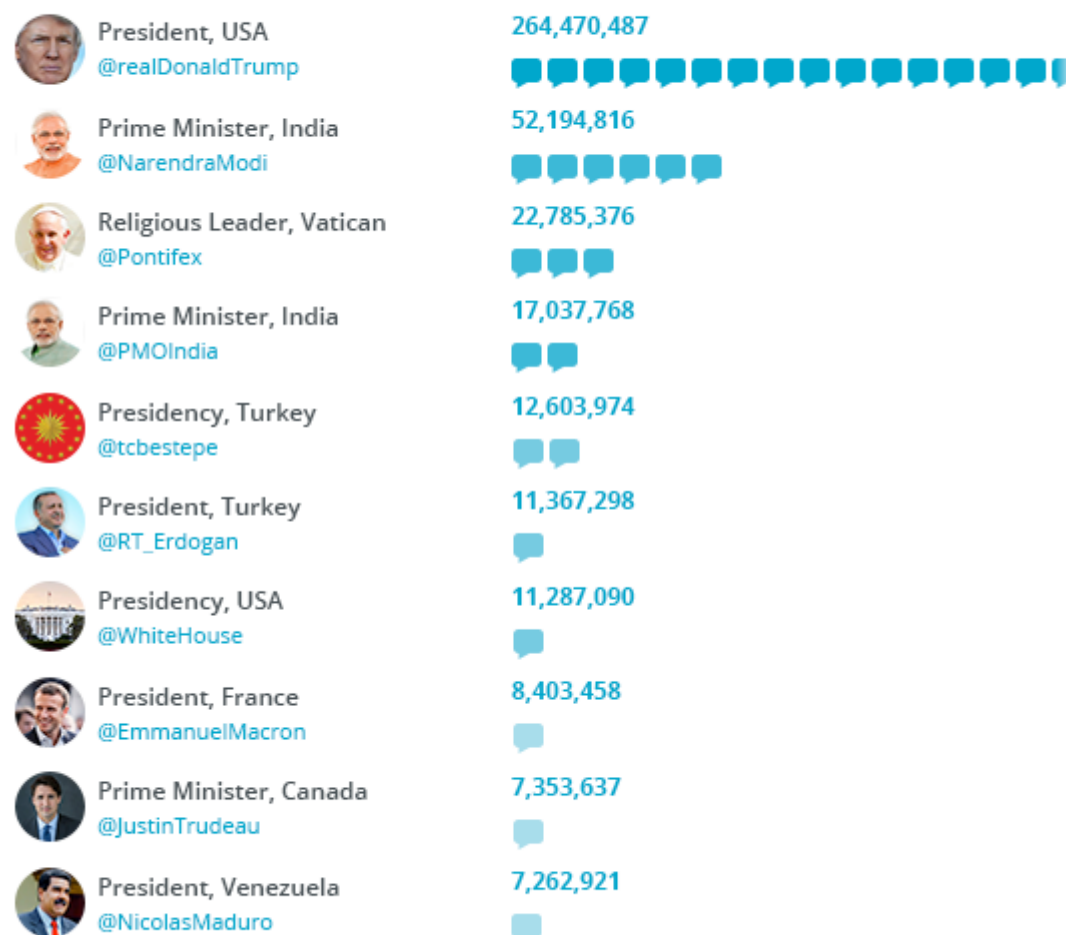 President, USA
264,470,487
@realDonaldTrump
Prime Minister, India
52,194,816
@NarendraModi
Religious Leader, Vatican
22,785,376
@Pontifex
Prime Minister, India
17,037,768
@PMOIndia
Presidency, Turkey
12,603,974
@tcbestepe
President, Turkey
11,367,298
@RT_Erdogan
Presidency, USA
11,287,090
@WhiteHouse
President, France
8,403,458
@EmmanuelMacron
Prime Minister, Canada
7,353,637
@JustinTrudeau
President, Venezuela
7,262,921
@NicolasMaduro